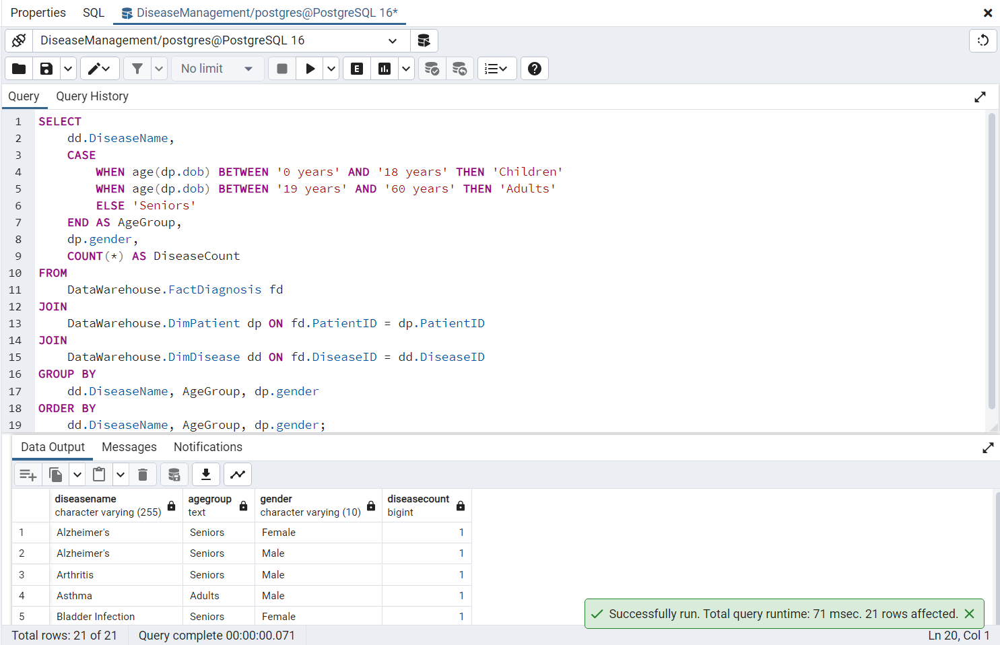 Properties SQL DiseaseManagement/postgres@PostgreSQL 16*
DiseaseManagement/postgres@PostgreSQL 16
No limit E
Query Query History
1 SELECT
2 dd.DiseaseName,
3 CASE
4 WHEN age(dp.dob) BETWEEN '0 years' AND '18 years' THEN 'Children'
5 WHEN age(dp.dob) BETWEEN '19 years' AND '60 years' THEN 'Adults'
6 ELSE 'Seniors'
7 END AS AgeGroup,
8 dp.gender,
9 COUNT(*) AS DiseaseCount
10 FROM
11 DataWarehouse.FactDiagnosis fd
12 JOIN
13 DataWarehouse.DimPatient dp ON fd.PatientID = dp.PatientID
14 JOIN
15 DataWarehouse.DimDisease dd ON fd.DiseaseID = dd.DiseaseID
16 GROUP BY
17 dd.DiseaseName, AgeGroup, dp.gender
18 ORDER BY
19 dd.DiseaseName, AgeGroup, dp.gender;
Data Output Messages Notifications
diseasename agegroup gender diseasecount
character varying (255) text character varying (10) bigint
1 Alzheimer's Seniors Female 1
2 Alzheimer's Seniors Male 1
3 Arthritis Seniors Male 1
4 Asthma Adults Male 1
5 Bladder Infection Seniors Female 1
Successfully run. Total query runtime: 71 msec. 21 rows affected.
Total rows: 21 of 21 Query complete 00:00:00.071 Ln 20, Col 1